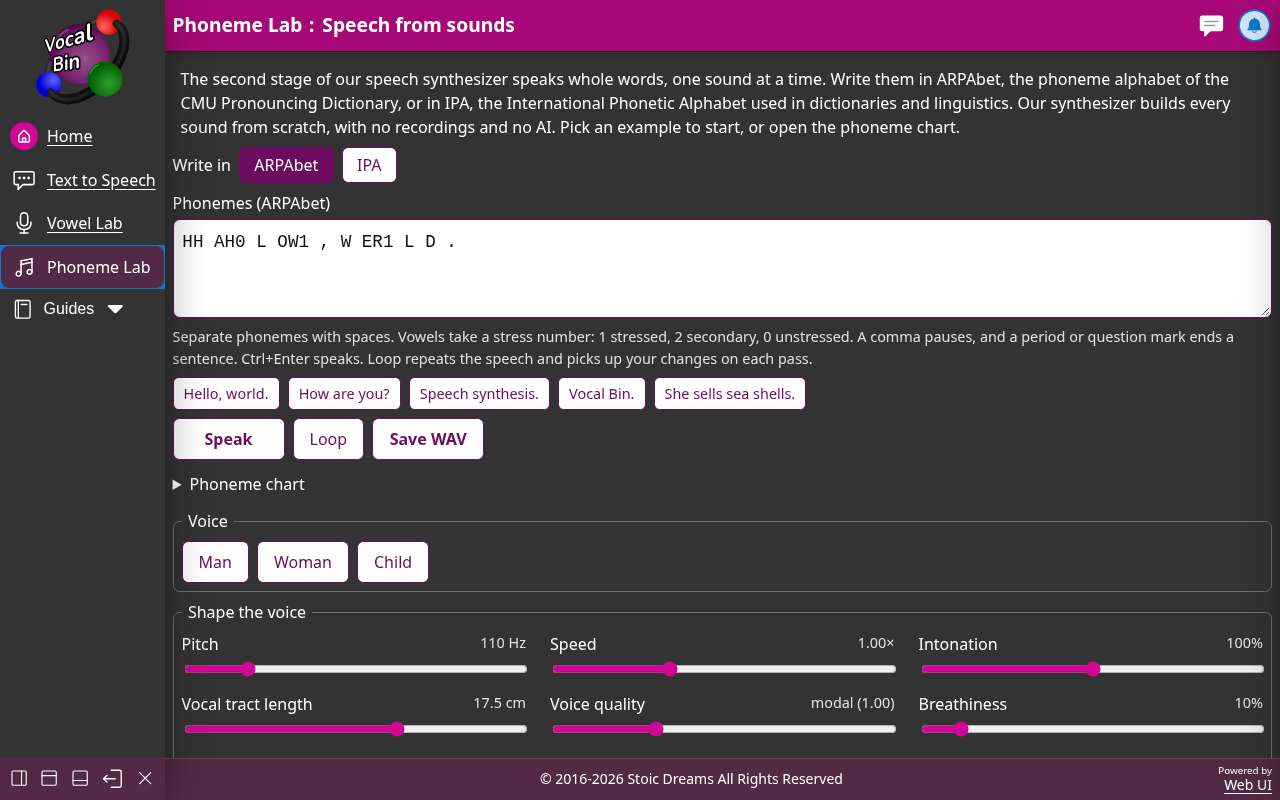 Vocal
Bin
Home
Text to Speech
Vowel Lab
Phoneme Lab
Guides
Phoneme Lab : Speech from sounds
The second stage of our speech synthesizer speaks whole words, one sound at a time. Write them in ARPAbet, the phoneme alphabet of the
CMU Pronouncing Dictionary, or in IPA, the International Phonetic Alphabet used in dictionaries and linguistics. Our synthesizer builds every
sound from scratch, with no recordings and no AI. Pick an example to start, or open the phoneme chart.
Write in ARPAbet IPA
Phonemes (ARPAbet)
HH AH0 L OW1 , W ER1 L D .
Separate phonemes with spaces. Vowels take a stress number: 1 stressed, 2 secondary, 0 unstressed. A comma pauses, and a period or question mark ends a
sentence. Ctrl+Enter speaks. Loop repeats the speech and picks up your changes on each pass.
Hello, world. How are you? Speech synthesis. Vocal Bin. She sells sea shells.
Speak Loop Save WAV
Phoneme chart
Voice
Man Woman Child
Shape the voice
Pitch 110 Hz Speed 1.00× Intonation 100%
Vocal tract length 17.5 cm Voice quality modal (1.00) Breathiness 10%
© 2016-2026 Stoic Dreams All Rights Reserved
Powered by
Web UI